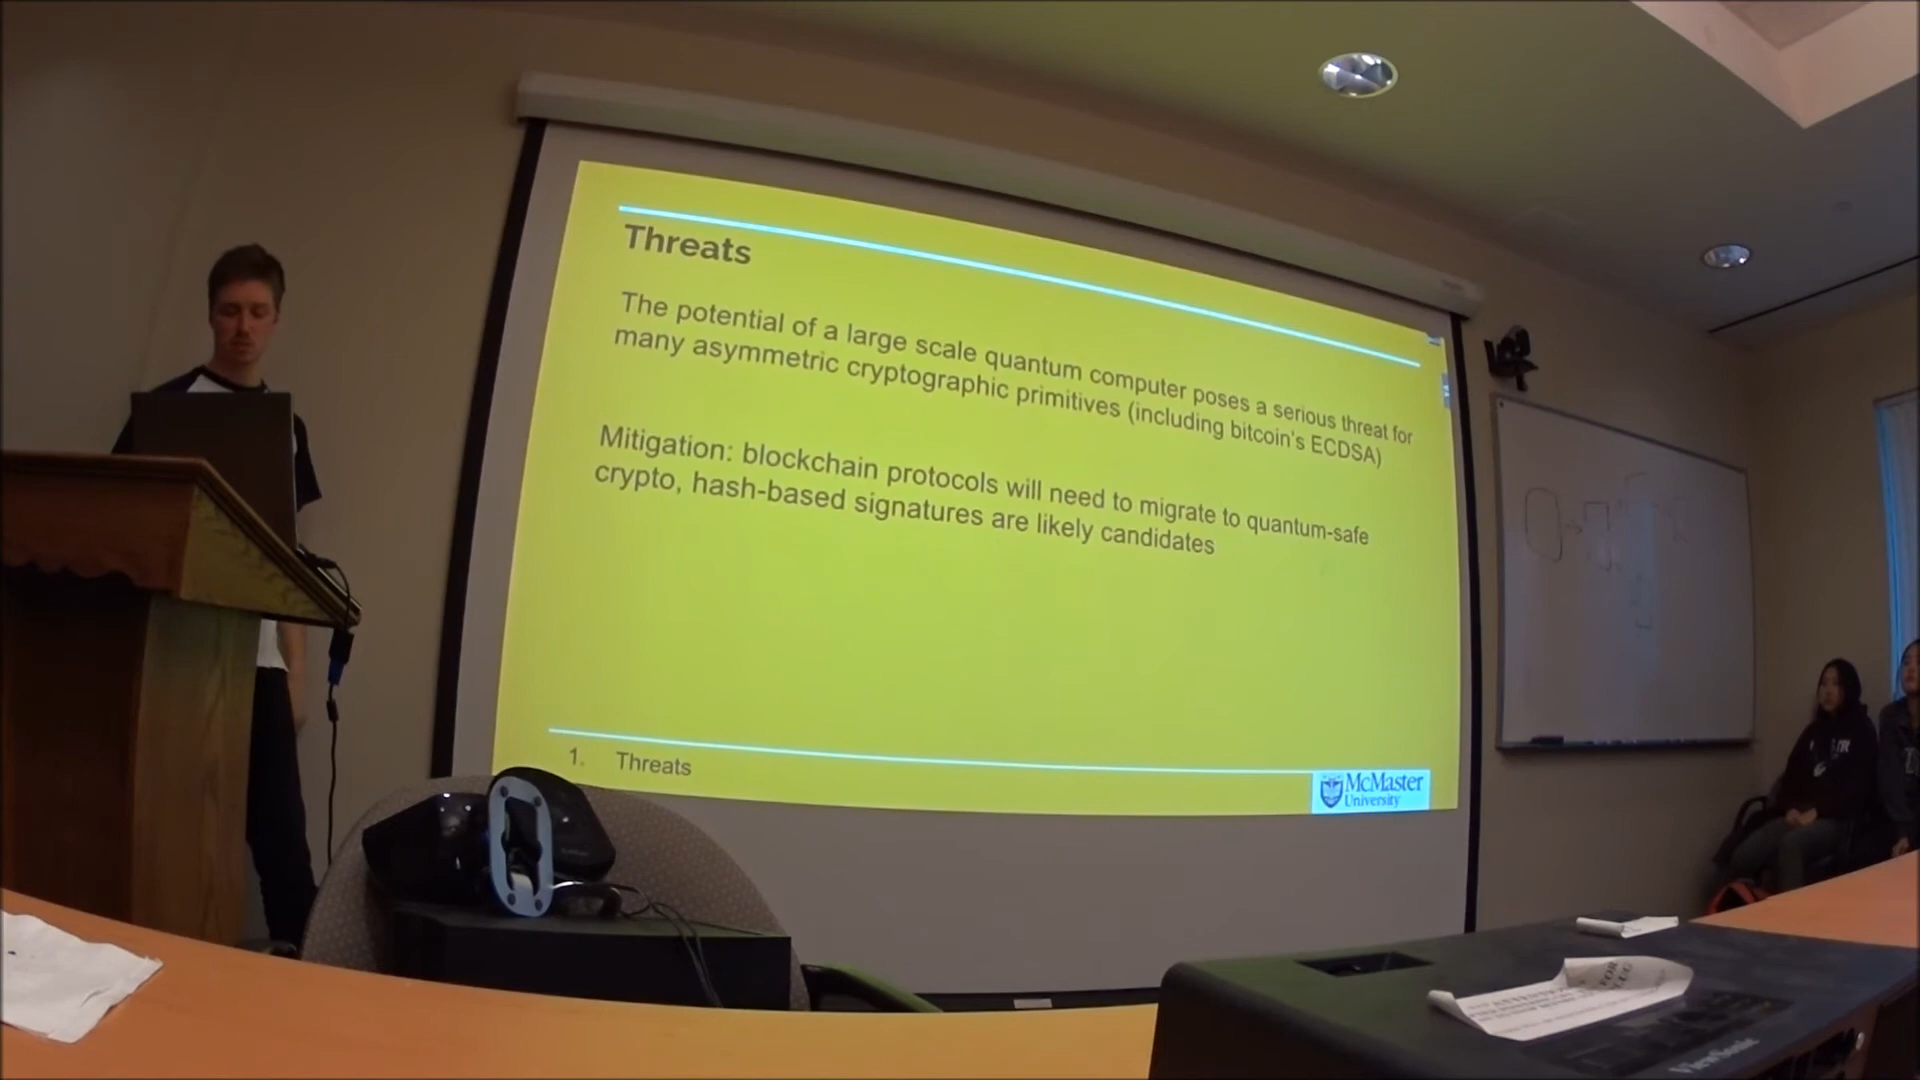 Threats
The potential of a large scale quantum computer poses a serious threat for
many asymmetric cryptographic primitives (including bitcoin's ECDSA)
Mitigation: blockchain protocols will need to migrate to quantum-safe
crypto, hash-based signatures are likely candidates
1. Threats
McMaster
University
ViewSonic